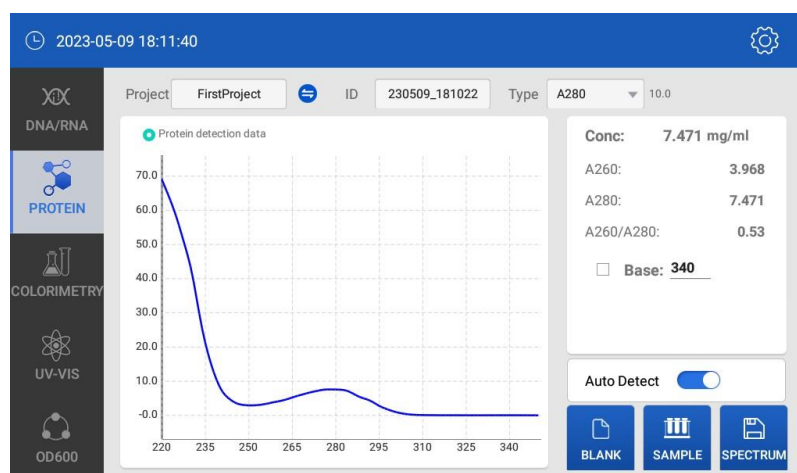 2023-05-09 18:11:40
DNA/RNA
PROTEIN
COLORIMETRY
UV-VIS
OD600
Project FirstProject ID 230509_181022 Type A280 10.0
Protein detection data
70.0
60.0
50.0
40.0
30.0
20.0
10.0
-0.0
220 235 250 265 280 295 310 325 340
Conc: 7.471 mg/ml
A260: 3.968
A280: 7.471
A260/A280: 0.53
Base: 340
Auto Detect
BLANK SAMPLE SPECTRUM